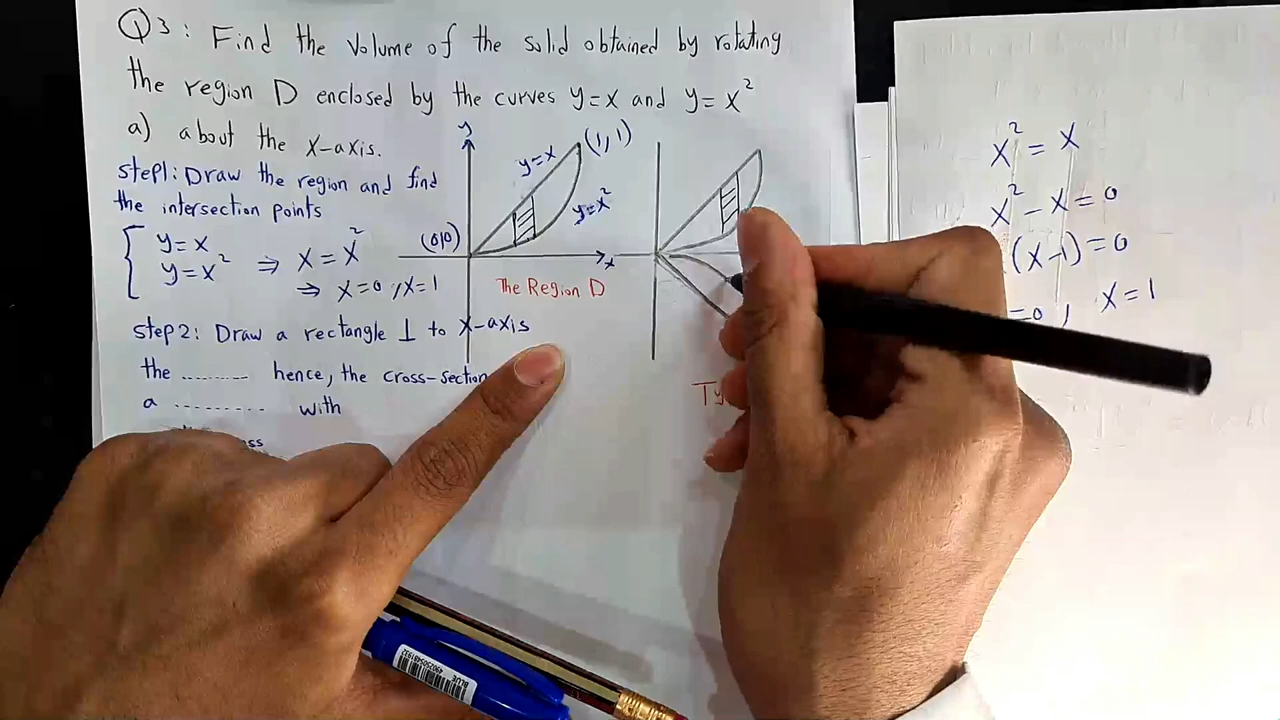 Q3: Find the Volume of the solid obtained by rotating
the region D enclosed by the curves y=x and y=x²
a) about the X-axis.
step1: Draw the region and find
the intersection points
y=x
y=x² ⇒ x=x²
⇒ x=0, x=1
step2: Draw a rectangle ⊥ to X-axis
the ......... hence, the cross-section
a .......... with
y
y=x
(1,1)
y=x²
(0,0)
x
The Region D
x²=x
x²-x=0
(x-1)=0
=0, x=1
BLUE